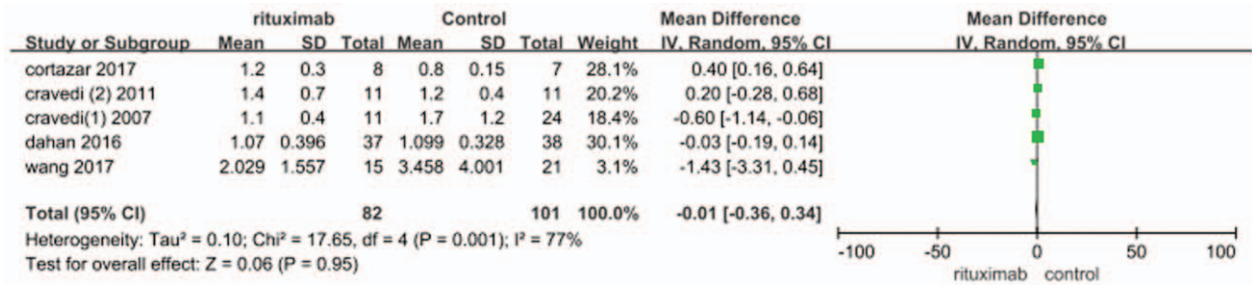 rituximab Control Mean Difference Mean Difference
Study or Subgroup Mean SD Total Mean SD Total Weight IV, Random, 95% CI IV, Random, 95% CI
cortazar 2017 1.2 0.3 8 0.8 0.15 7 28.1% 0.40 [0.16, 0.64]
cravedi (2) 2011 1.4 0.7 11 1.2 0.4 11 20.2% 0.20 [-0.28, 0.68]
cravedi(1) 2007 1.1 0.4 11 1.7 1.2 24 18.4% -0.60 [-1.14, -0.06]
dahan 2016 1.07 0.396 37 1.099 0.328 38 30.1% -0.03 [-0.19, 0.14]
wang 2017 2.029 1.557 15 3.458 4.001 21 3.1% -1.43 [-3.31, 0.45]
Total (95% CI) 82 101 100.0% -0.01 [-0.36, 0.34]
Heterogeneity: Tau² = 0.10; Chi² = 17.65, df = 4 (P = 0.001); I² = 77%
Test for overall effect: Z = 0.06 (P = 0.95)
-100 -50 0 50 100
rituximab control